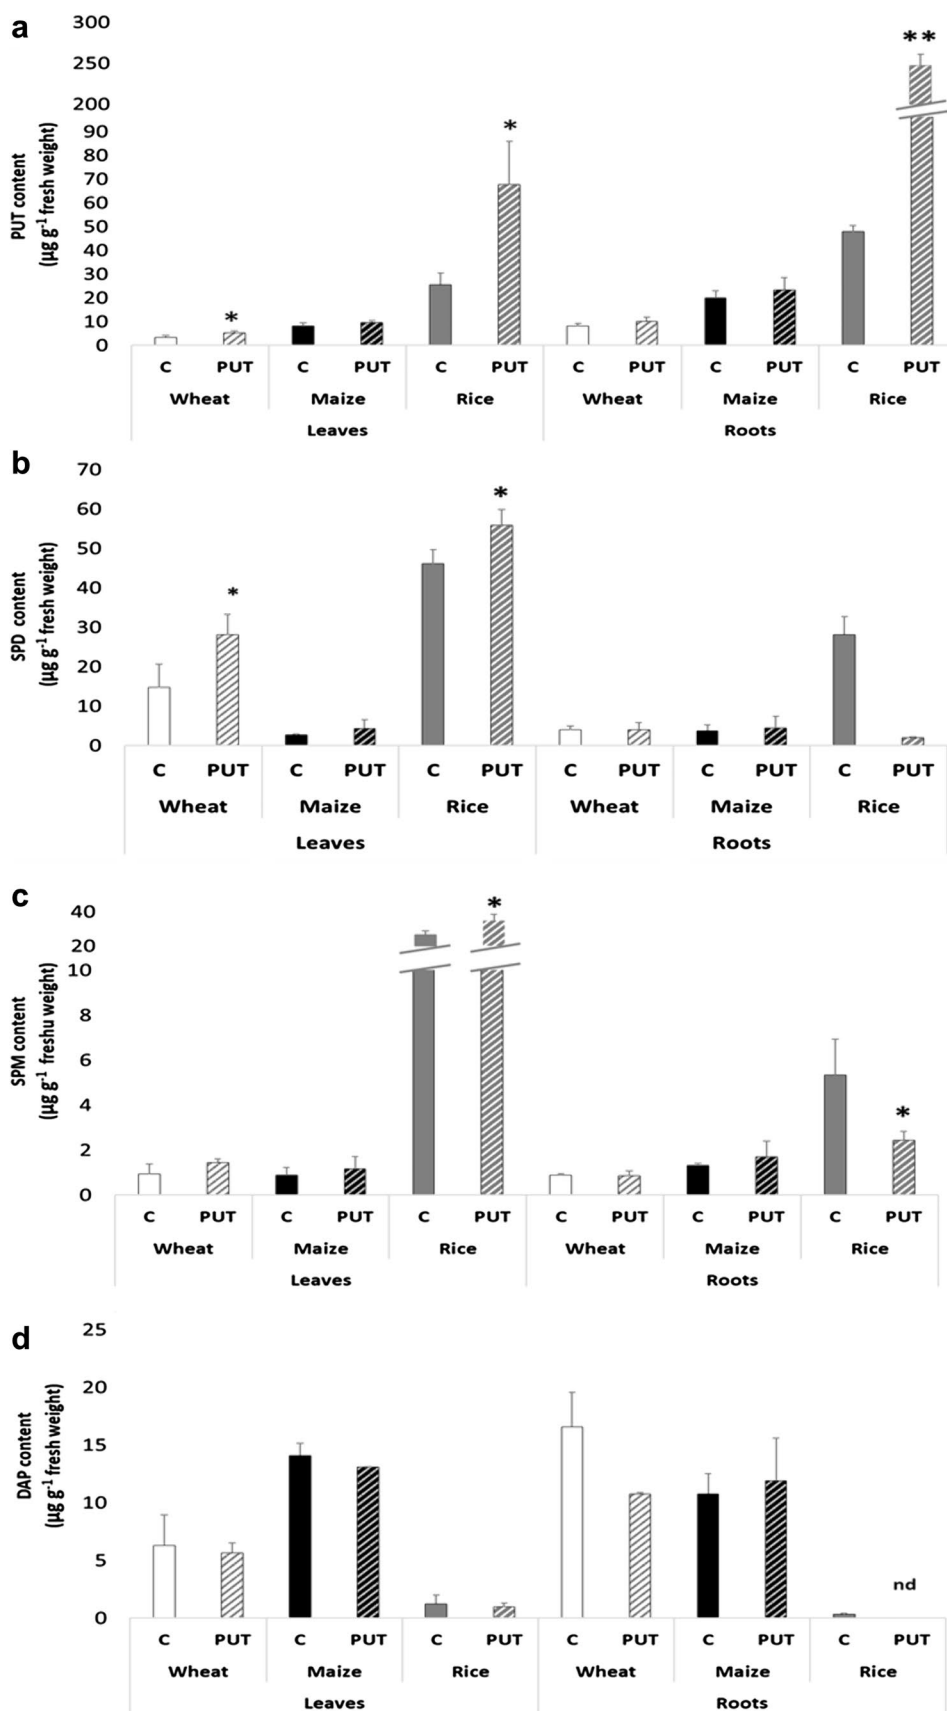 a
PUT content
(µg g-1 fresh weight)
300
250
200
90
80
70
60
50
40
30
20
10
0
*
*
**
C PUT C PUT C PUT C PUT C PUT C PUT
Wheat Maize Rice Wheat Maize Rice
Leaves Roots
b
SPD content
(µg g-1 fresh weight)
70
60
50
40
30
20
10
0
*
*
C PUT C PUT C PUT C PUT C PUT C PUT
Wheat Maize Rice Wheat Maize Rice
Leaves Roots
c
SPM content
(µg g-1 freshu weight)
40
20
10
8
6
4
2
0
*
*
C PUT C PUT C PUT C PUT C PUT C PUT
Wheat Maize Rice Wheat Maize Rice
Leaves Roots
d
DAP content
(µg g-1 fresh weight)
25
20
15
10
5
0
nd
C PUT C PUT C PUT C PUT C PUT C PUT
Wheat Maize Rice Wheat Maize Rice
Leaves Roots